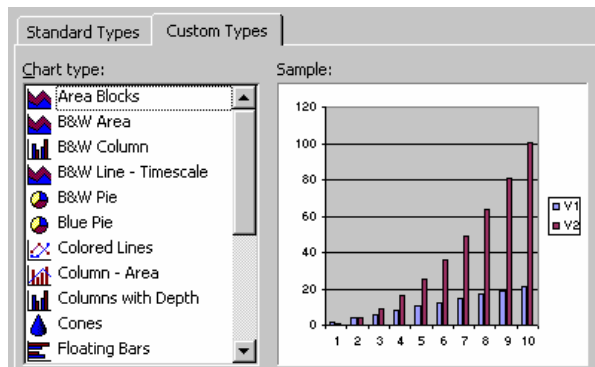 Standard Types Custom Types
Chart type:
Area Blocks
B&W Area
B&W Column
B&W Line - Timescale
B&W Pie
Blue Pie
Colored Lines
Column - Area
Columns with Depth
Cones
Floating Bars
Sample:
120
100
80
60
40
20
0
1 2 3 4 5 6 7 8 9 10
V1
V2